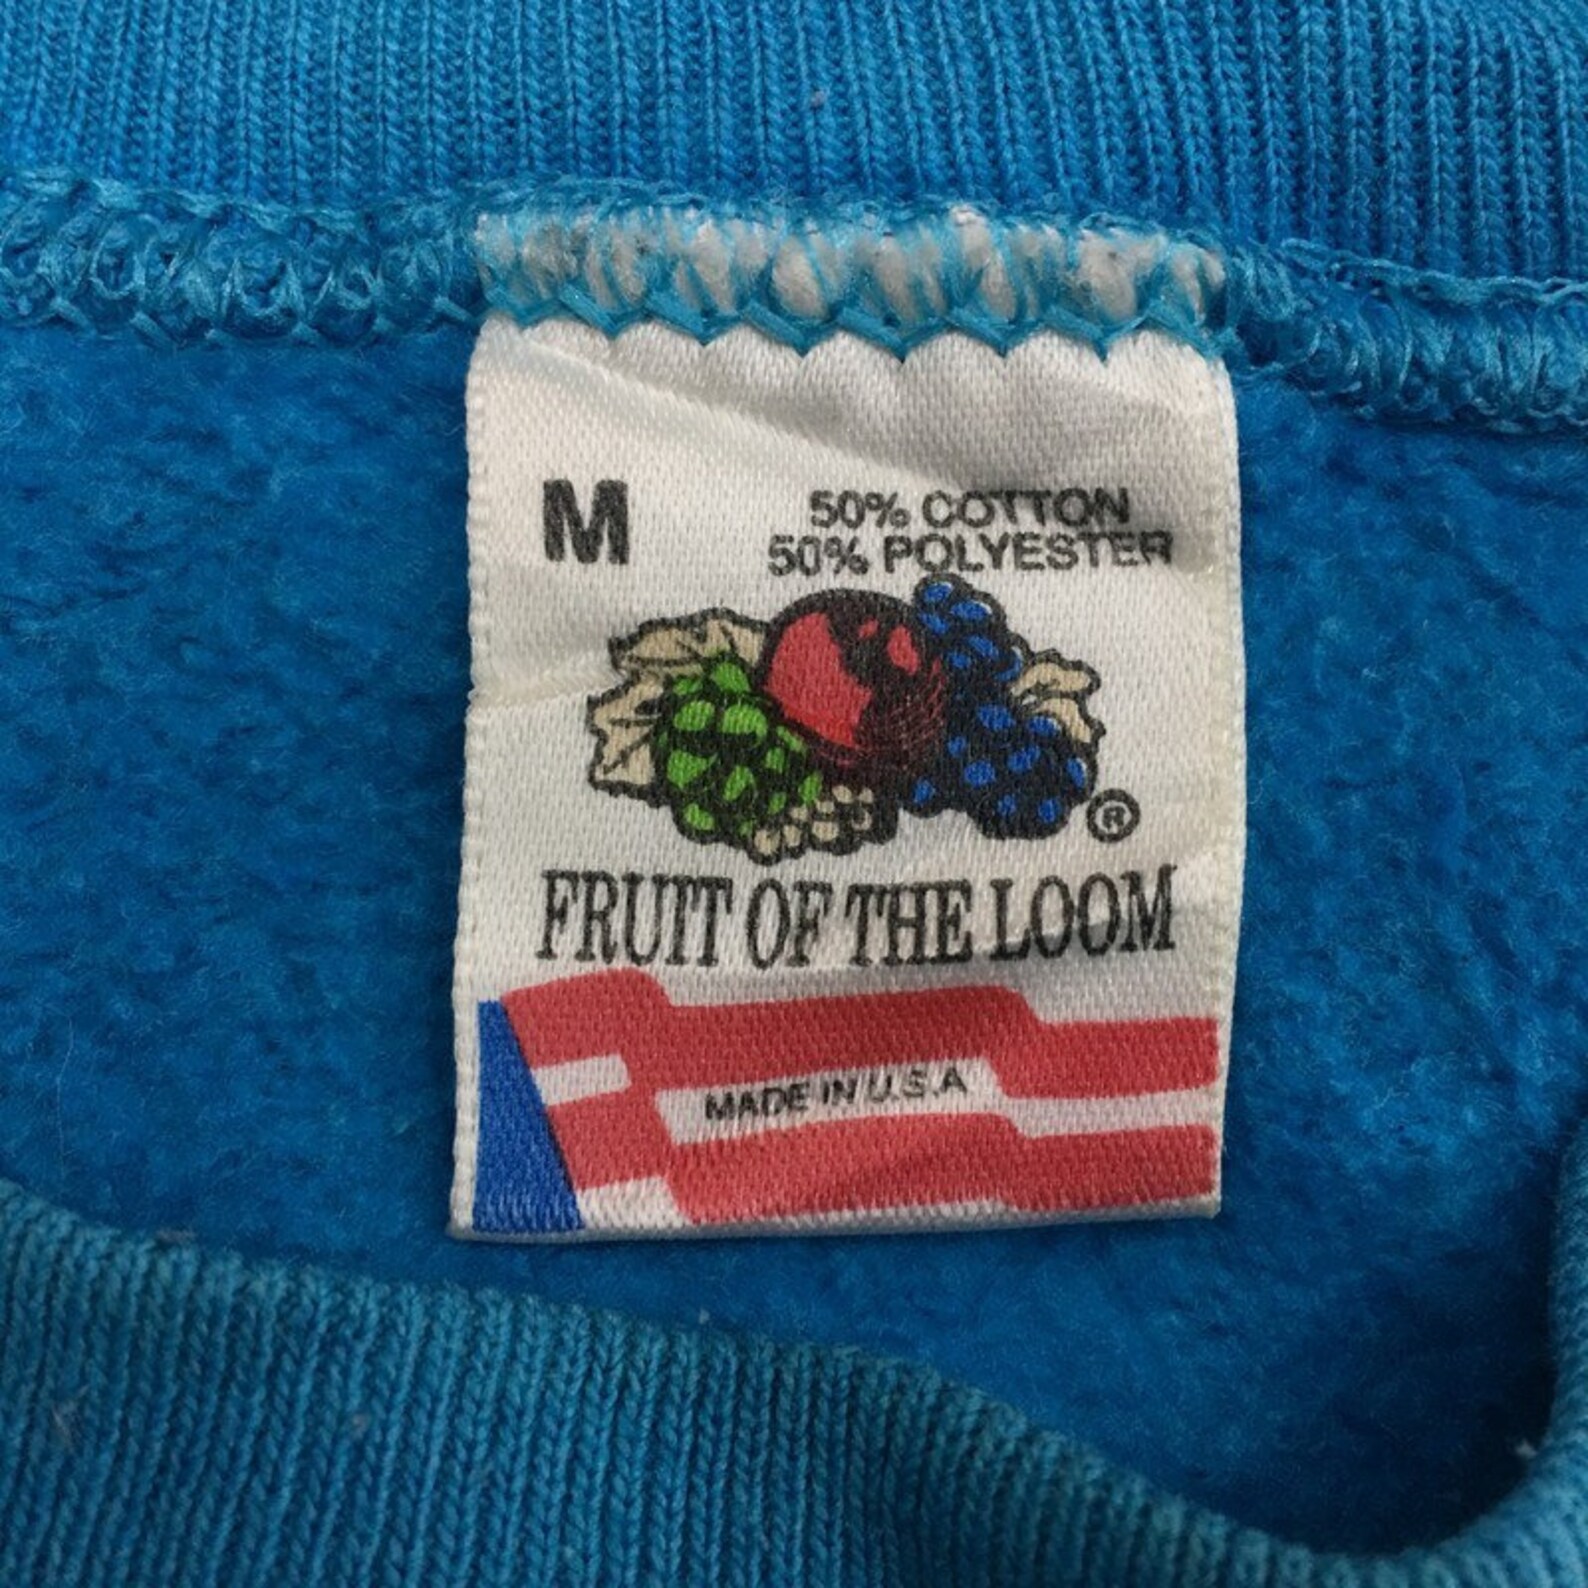 M
50% COTTON
50% POLYESTER
®
FRUIT OF THE LOOM
MADE IN U.S.A